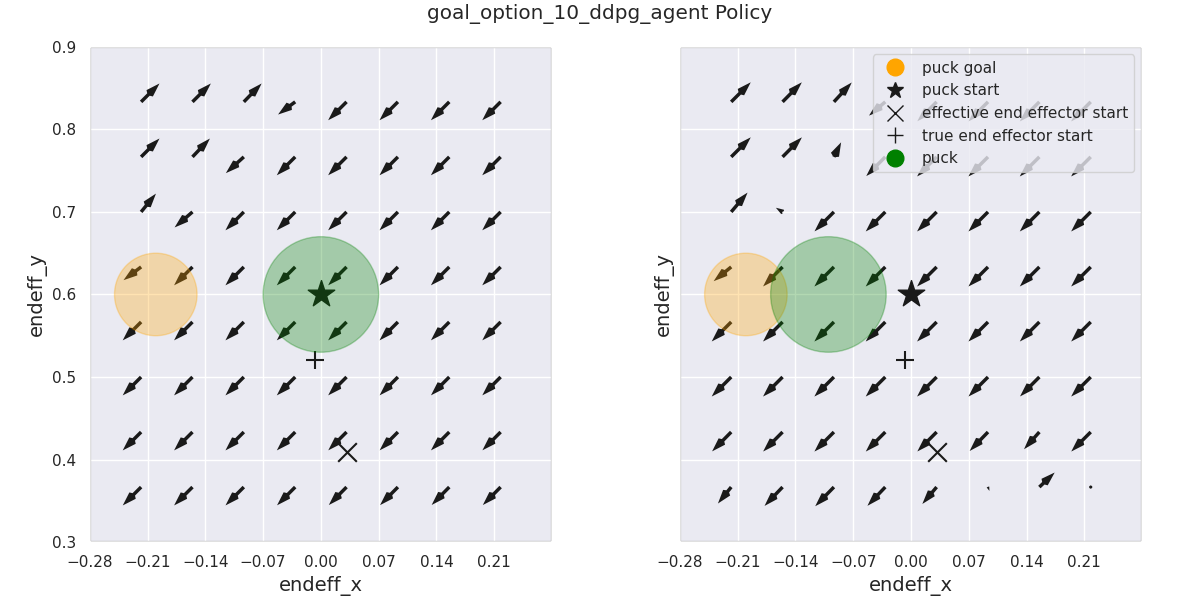 goal_option_10_ddpg_agent Policy
0.9
0.8
0.7
0.6
0.5
0.4
0.3
endeff_y
−0.28 −0.21 −0.14 −0.07 0.00 0.07 0.14 0.21
endeff_x
puck goal
puck start
effective end effector start
true end effector start
puck
endeff_y
−0.28 −0.21 −0.14 −0.07 0.00 0.07 0.14 0.21
endeff_x